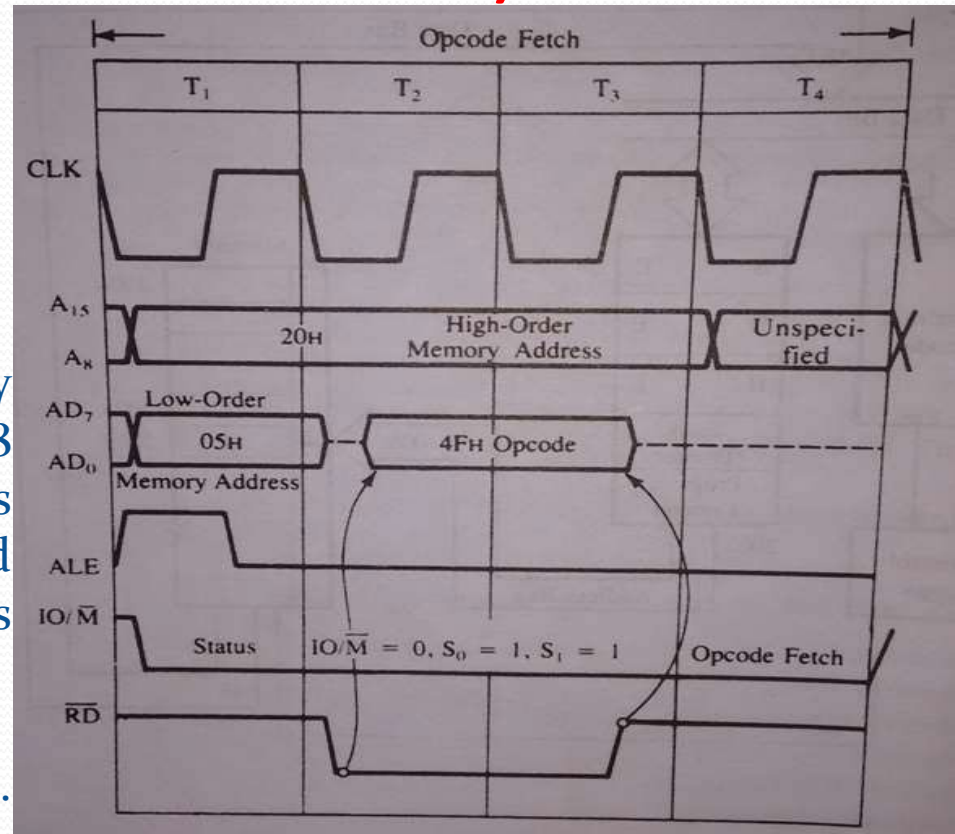 Opcode Fetch
T₁ T₂ T₃ T₄
CLK
A₁₅
20H High-Order Memory Address
Unspeci-
fied
A₈
AD₇ Low-Order
05H 4FH Opcode
AD₀
Memory Address
ALE
IO/M̅
Status IO/M̅ = 0, S₀ = 1, S₁ = 1 Opcode Fetch
R̅D̅
y
8
s
d
s
.